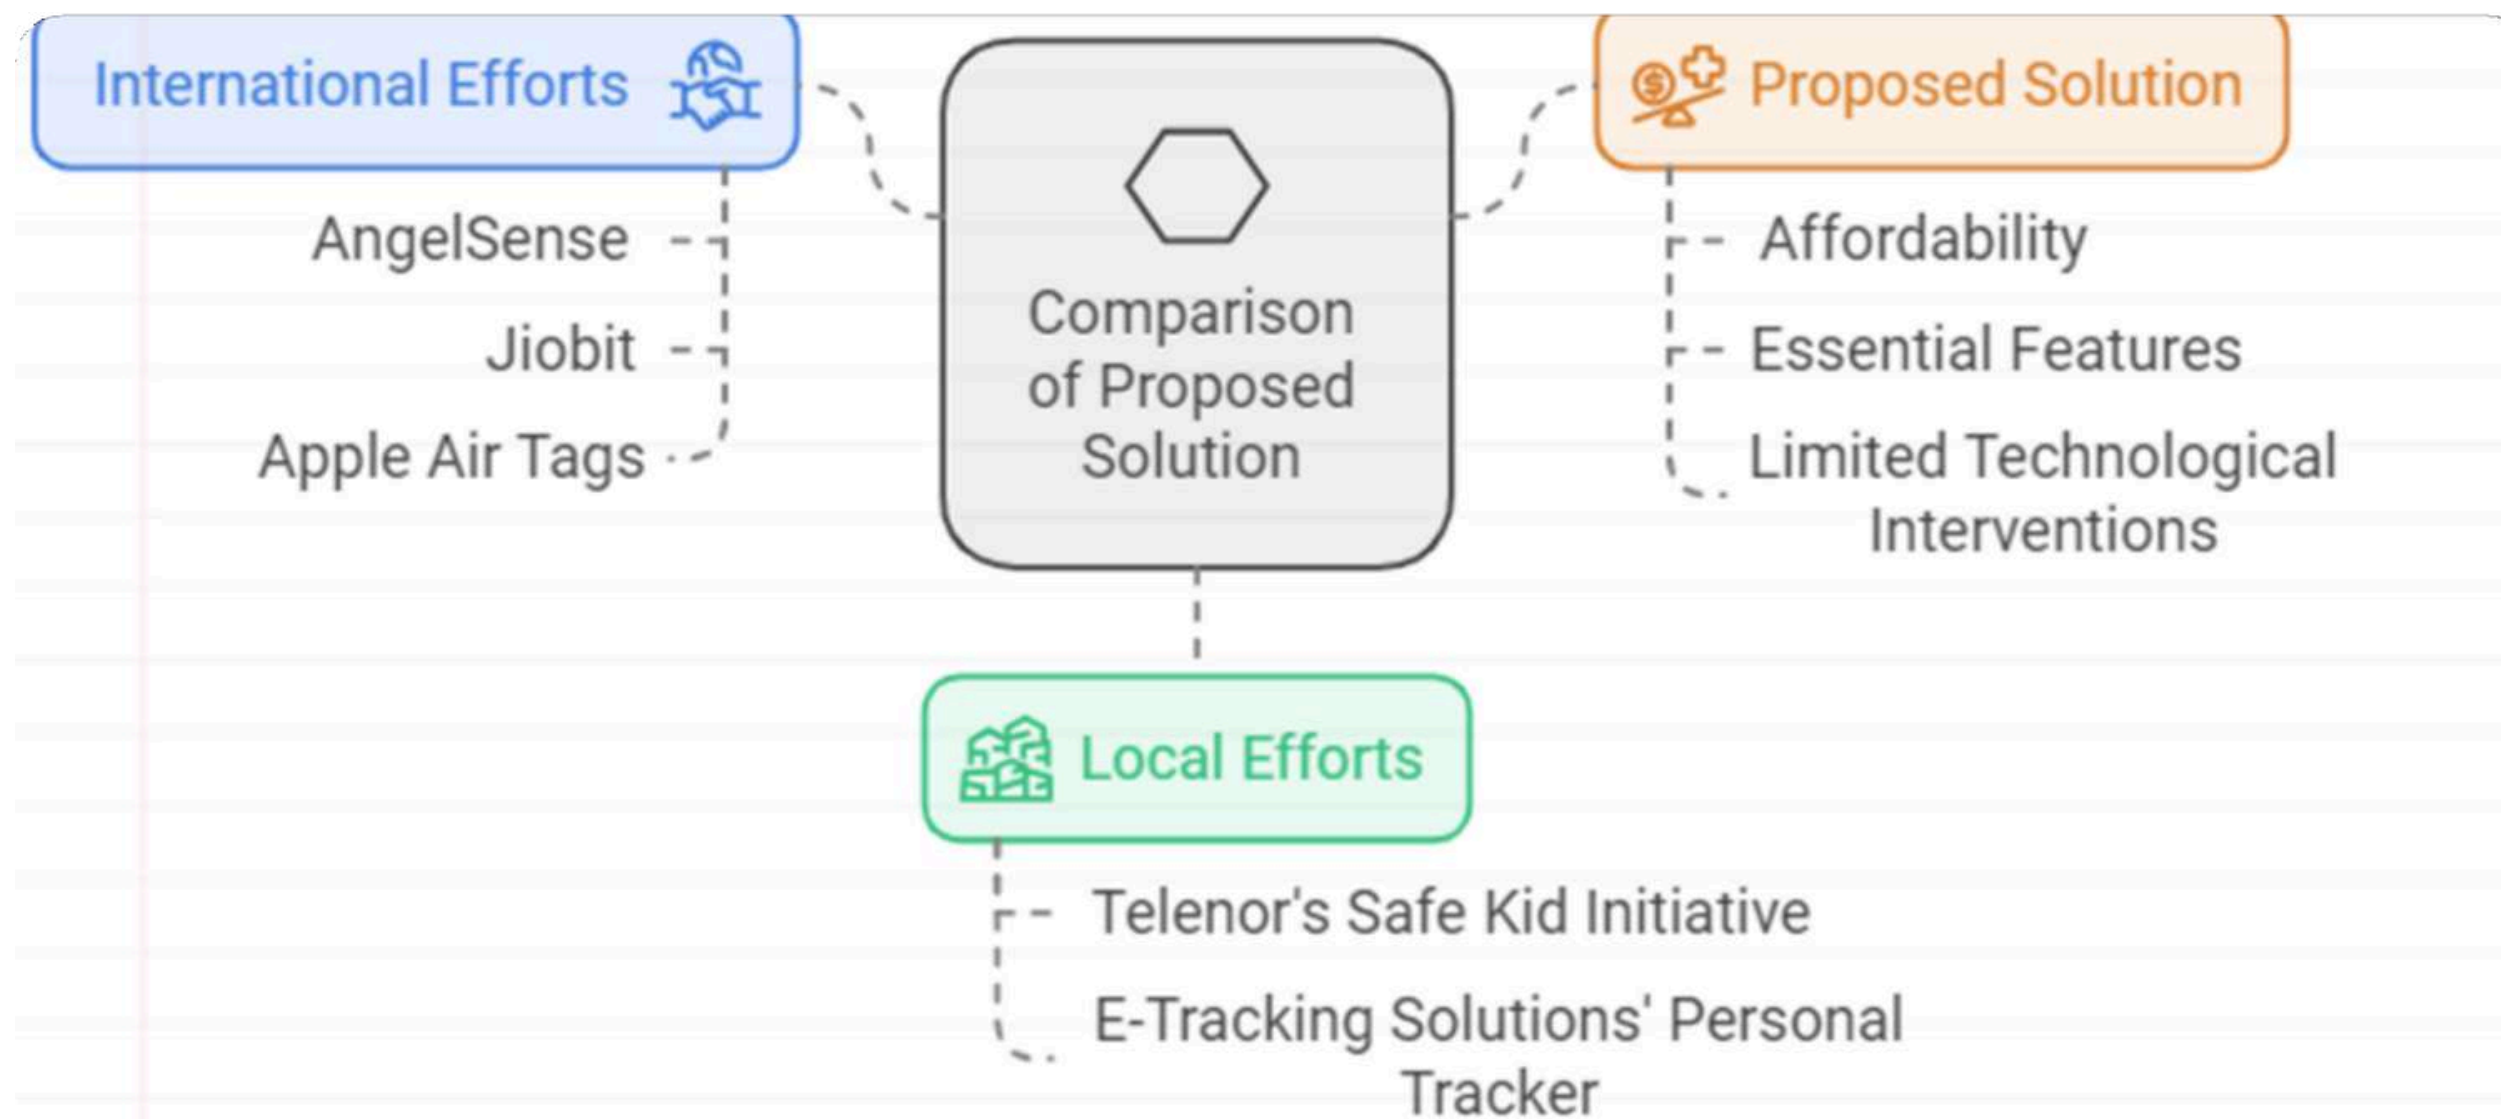 International Efforts
AngelSense
Jiobit
Apple Air Tags
Comparison
of Proposed
Solution
Proposed Solution
Affordability
Essential Features
Limited Technological
Interventions
Local Efforts
Telenor's Safe Kid Initiative
E-Tracking Solutions' Personal
Tracker